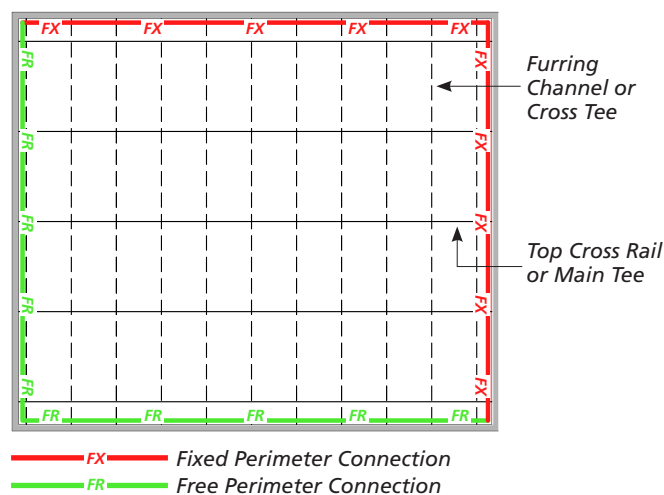 FX FX FX FX FX
FR FX
FR FX
FR FX
FR FX
FR FX
FR FR FR FR FR
Furring
Channel or
Cross Tee
Top Cross Rail
or Main Tee
FX Fixed Perimeter Connection
FR Free Perimeter Connection